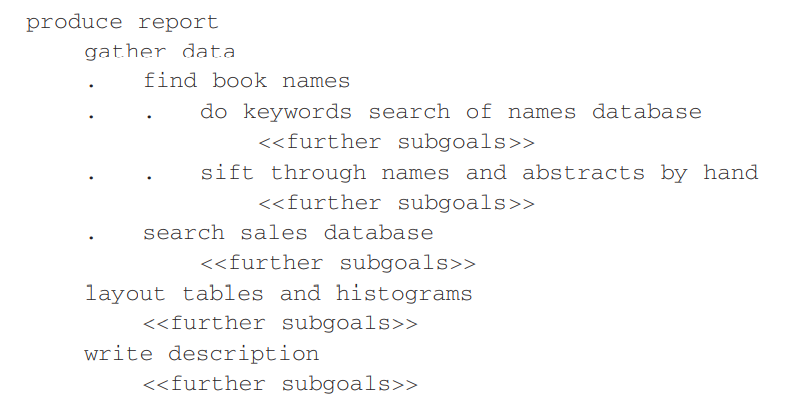 produce report
gather data
. find book names
. . do keywords search of names database
<<further subgoals>>
. . sift through names and abstracts by hand
<<further subgoals>>
. search sales database
<<further subgoals>>
layout tables and histograms
<<further subgoals>>
write description
<<further subgoals>>